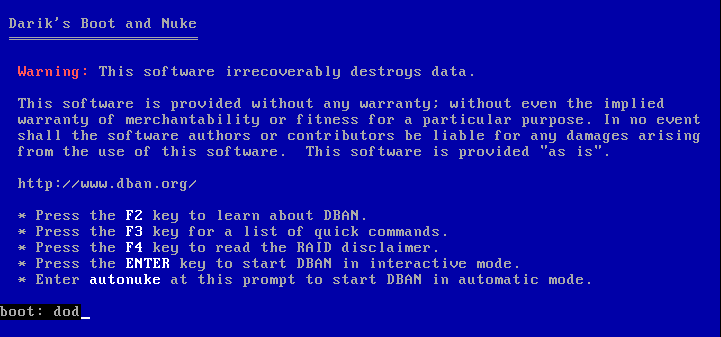 Darik's Boot and Nuke
Warning: This software irrecoverably destroys data.
This software is provided without any warranty; without even the implied
warranty of merchantability or fitness for a particular purpose. In no event
shall the software authors or contributors be liable for any damages arising
from the use of this software.  This software is provided "as is".
http://www.dban.org/
* Press the F2 key to learn about DBAN.
* Press the F3 key for a list of quick commands.
* Press the F4 key to read the RAID disclaimer.
* Press the ENTER key to start DBAN in interactive mode.
* Enter autonuke at this prompt to start DBAN in automatic mode.
boot: dod_